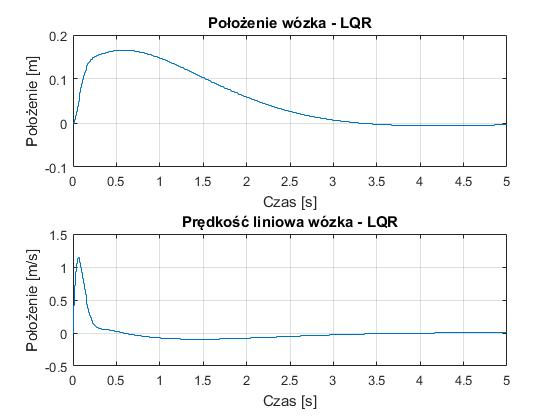 Położenie wózka - LQR
0.2
0.1
0
-0.1
Położenie [m]
0 0.5 1 1.5 2 2.5 3 3.5 4 4.5 5
Czas [s]
Prędkość liniowa wózka - LQR
1.5
1
0.5
0
-0.5
Położenie [m/s]
0 0.5 1 1.5 2 2.5 3 3.5 4 4.5 5
Czas [s]